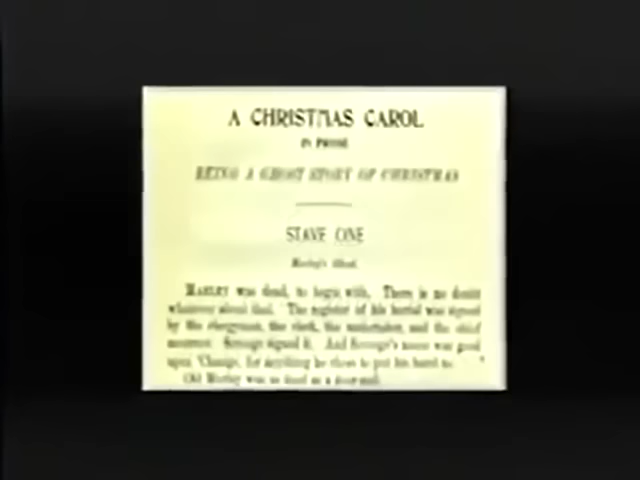 A CHRISTMAS CAROL
IN PROSE
BEING A GHOST STORY OF CHRISTMAS
STAVE ONE
Marley's Ghost
MARLEY was dead, to begin with. There is no doubt
whatever about that. The register of his burial was signed
by the clergyman, the clerk, the undertaker, and the chief
mourner. Scrooge signed it. And Scrooge's name was good
upon 'Change, for anything he chose to put his hand to.
Old Marley was as dead as a door-nail.